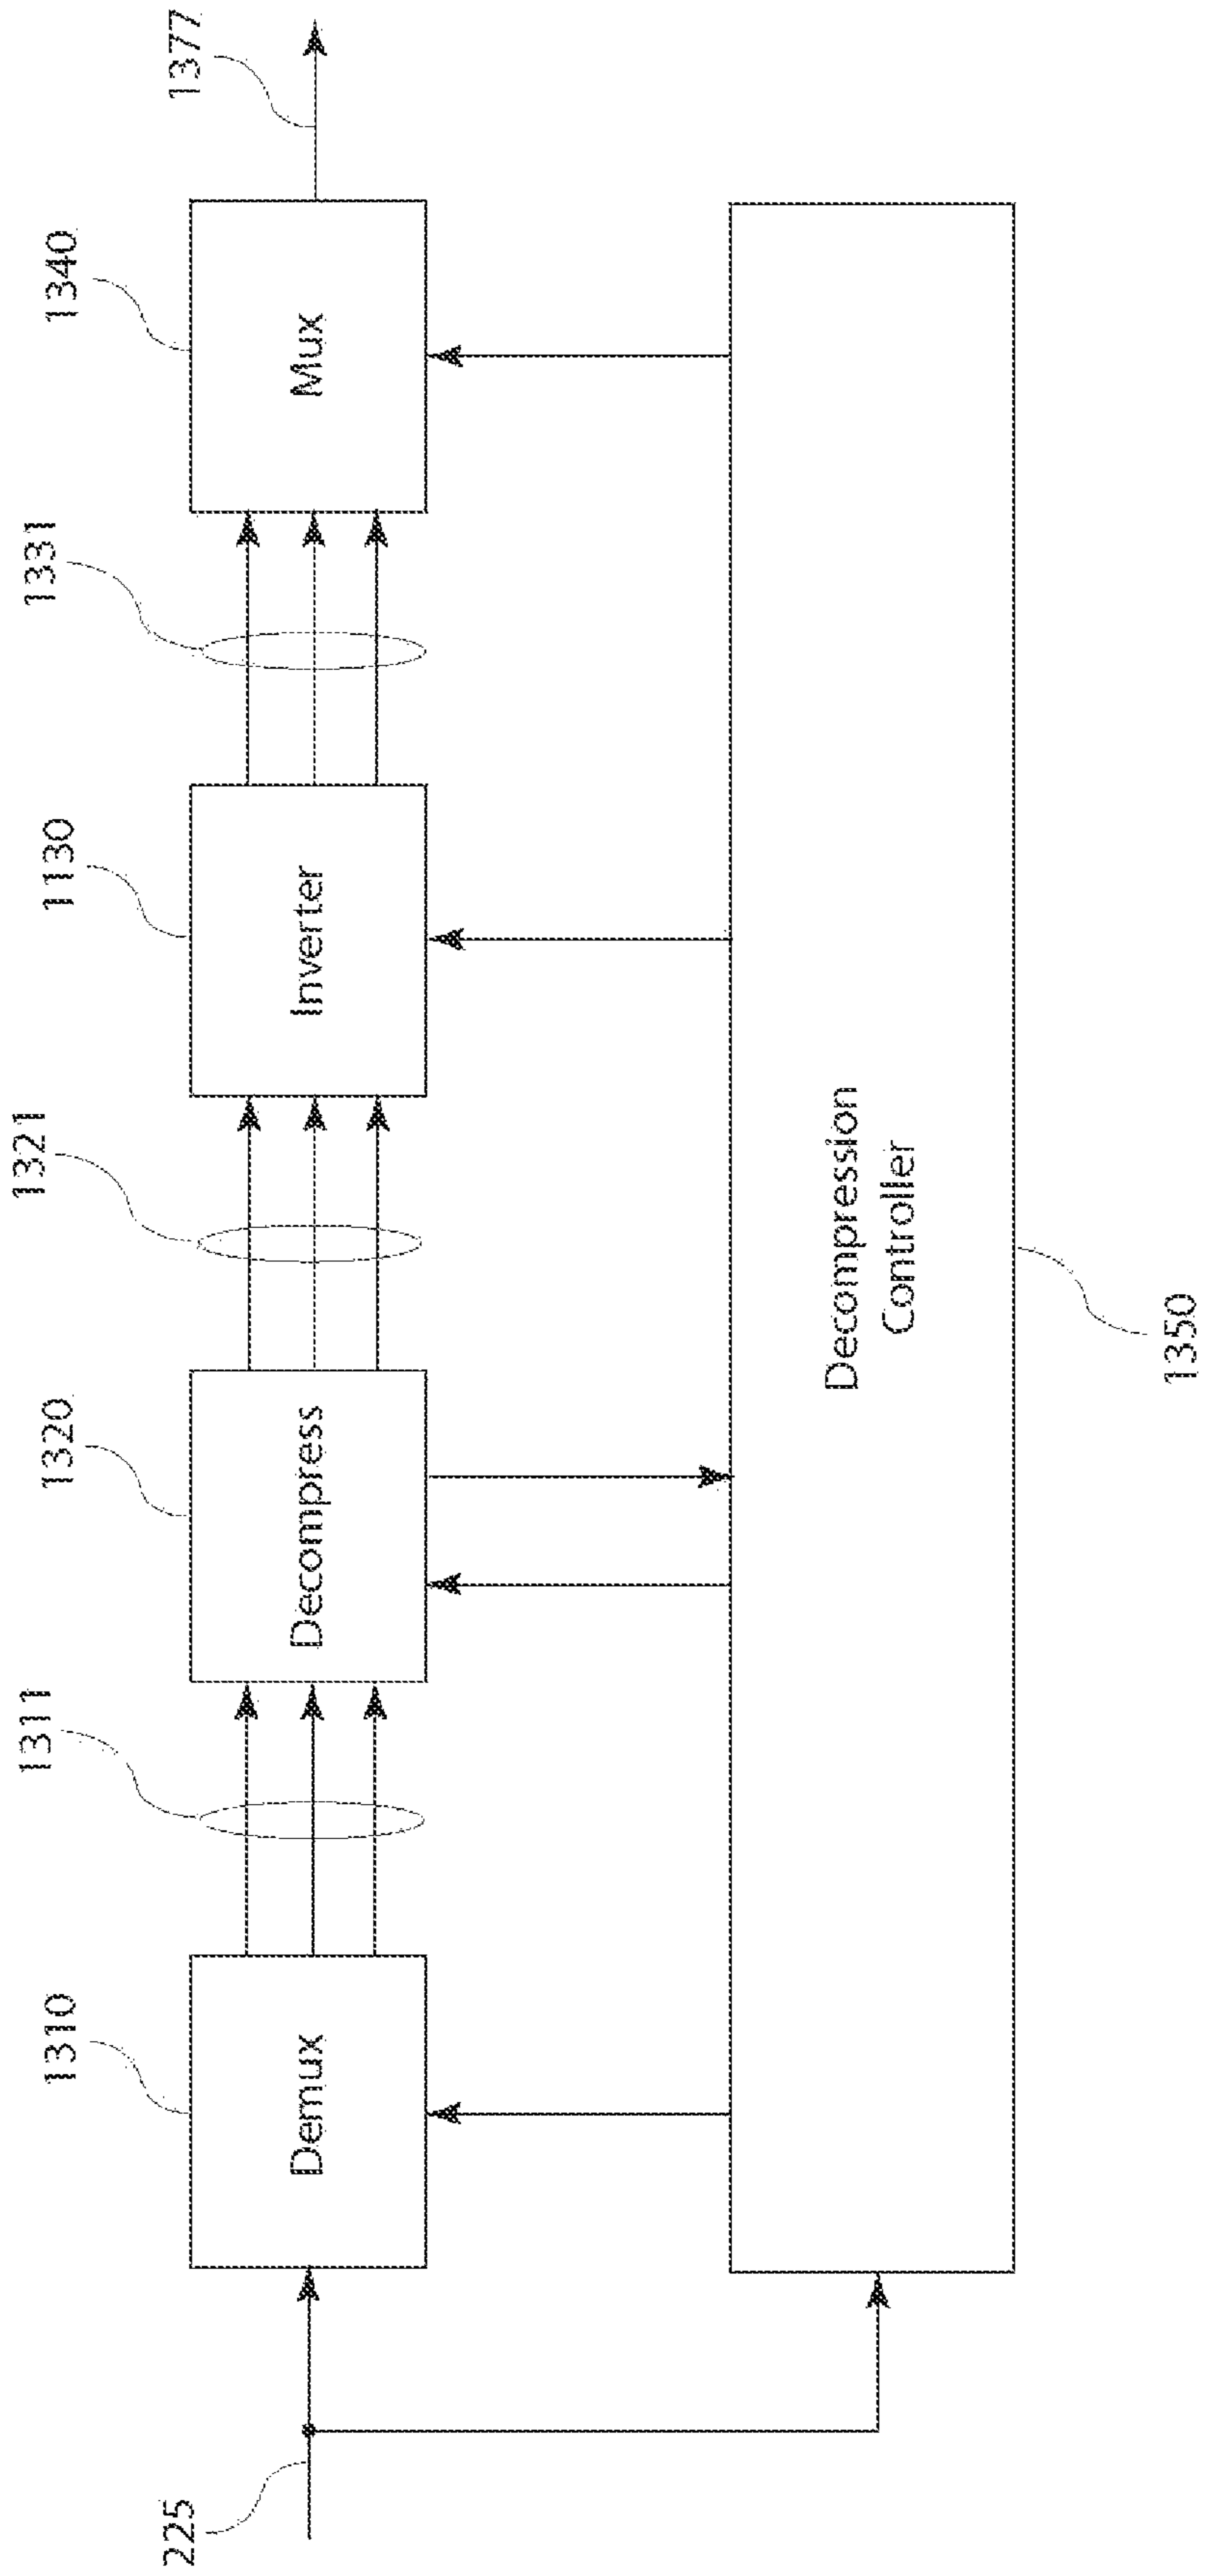 225
1310
Demux
1311
1320
Decompress
1321
1130
Inverter
1331
1340
Mux
1377
Decompression
Controller
1350